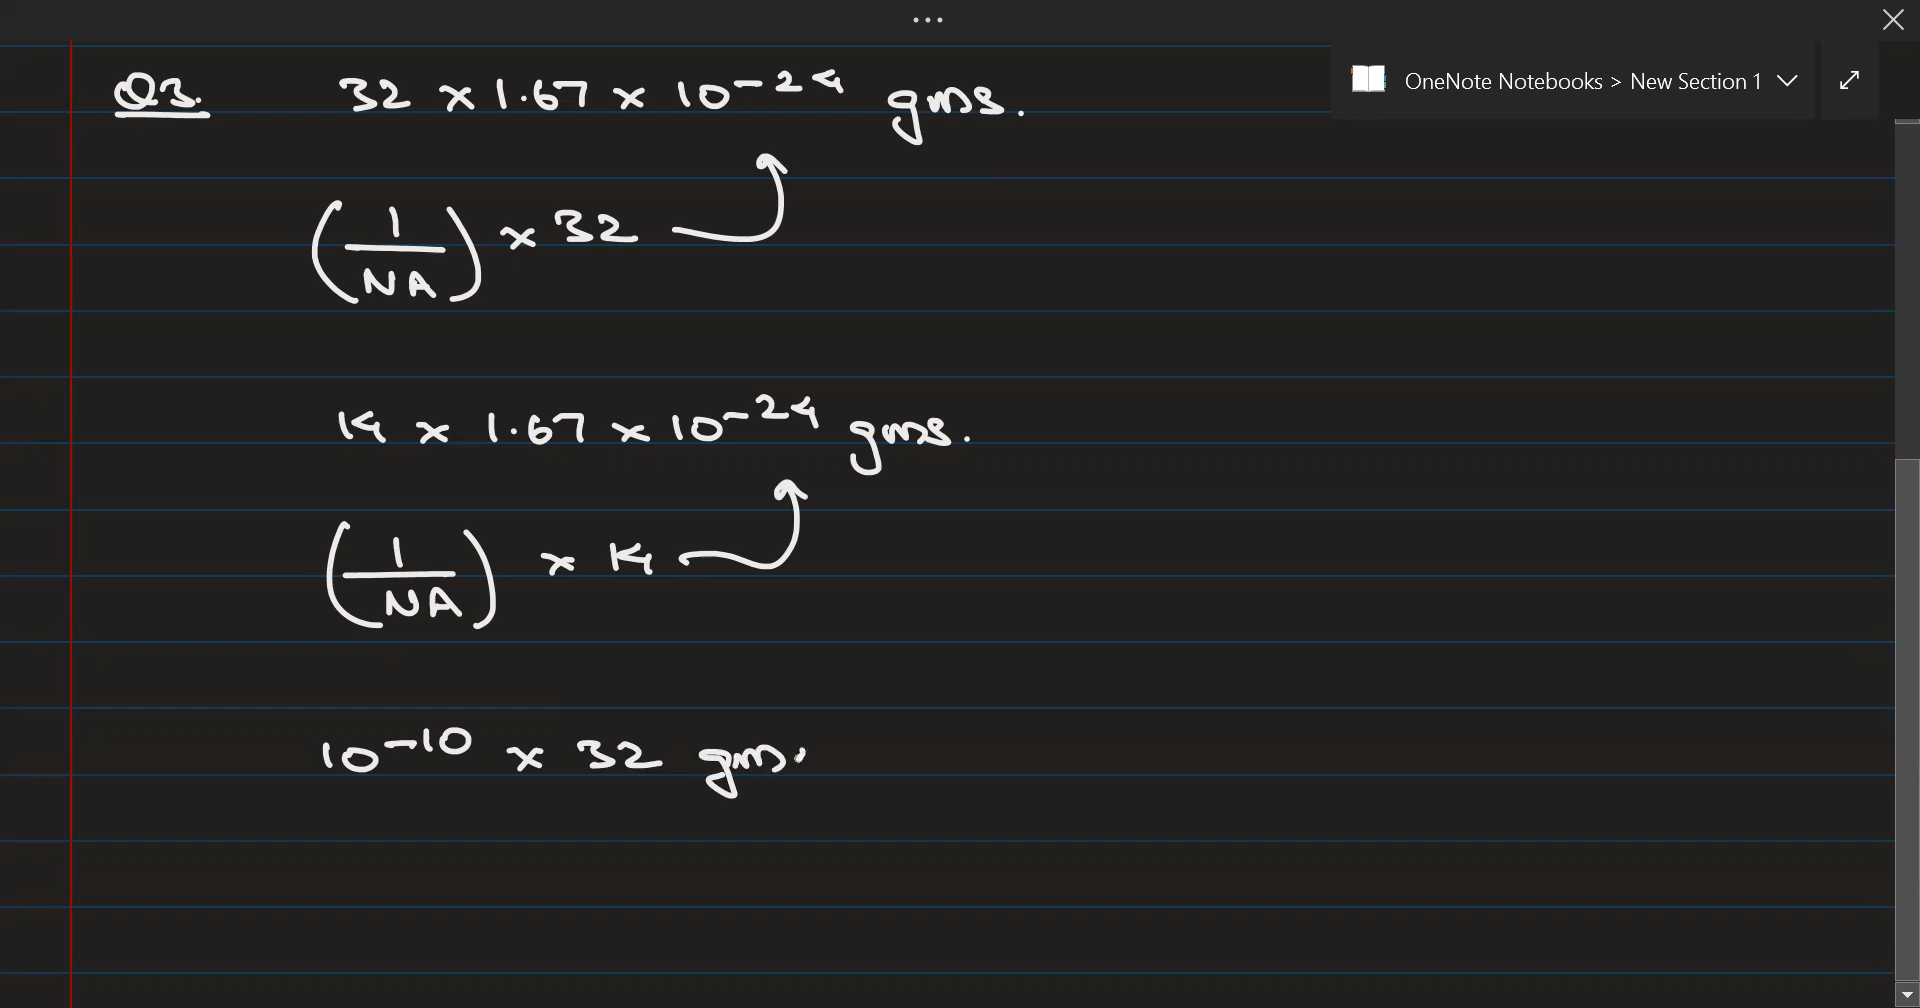 ...
OneNote Notebooks > New Section 1
Q3. 32 × 1.67 × 10⁻²⁴ gms.
(1/NA) × 32
14 × 1.67 × 10⁻²⁴ gms.
(1/NA) × 14
10⁻¹⁰ × 32 gms.